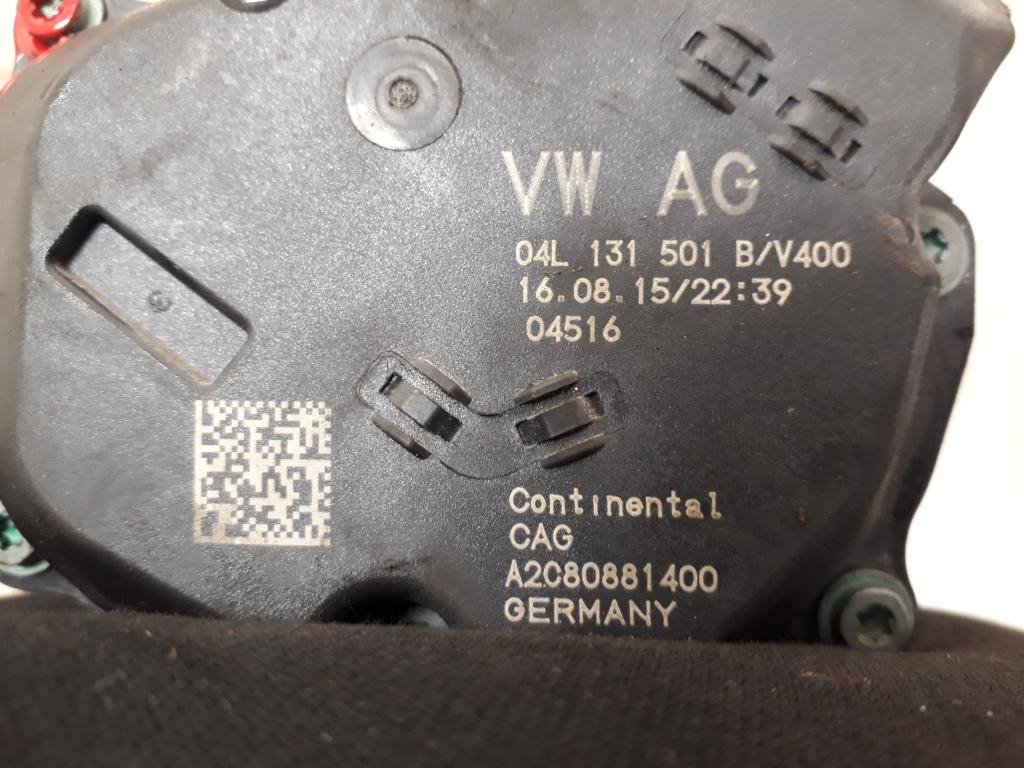 VW AG
04L 131 501 B/V400
16.08.15/22:39
04516
Continental
CAG
A2C80881400
GERMANY